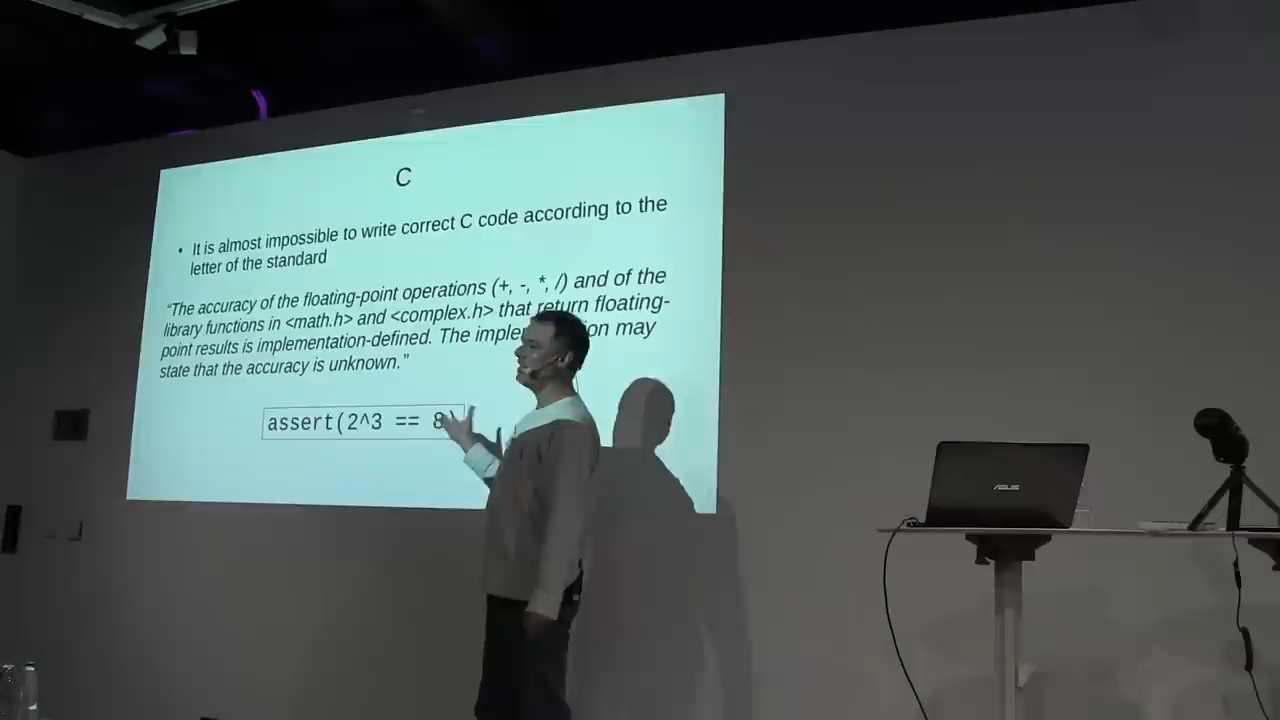 C
• It is almost impossible to write correct C code according to the
letter of the standard
“The accuracy of the floating-point operations (+, -, *, /) and of the
library functions in <math.h> and <complex.h> that return floating-
point results is implementation-defined. The may
state that the accuracy is unknown.”
assert(2^3 == 8)
ASUS